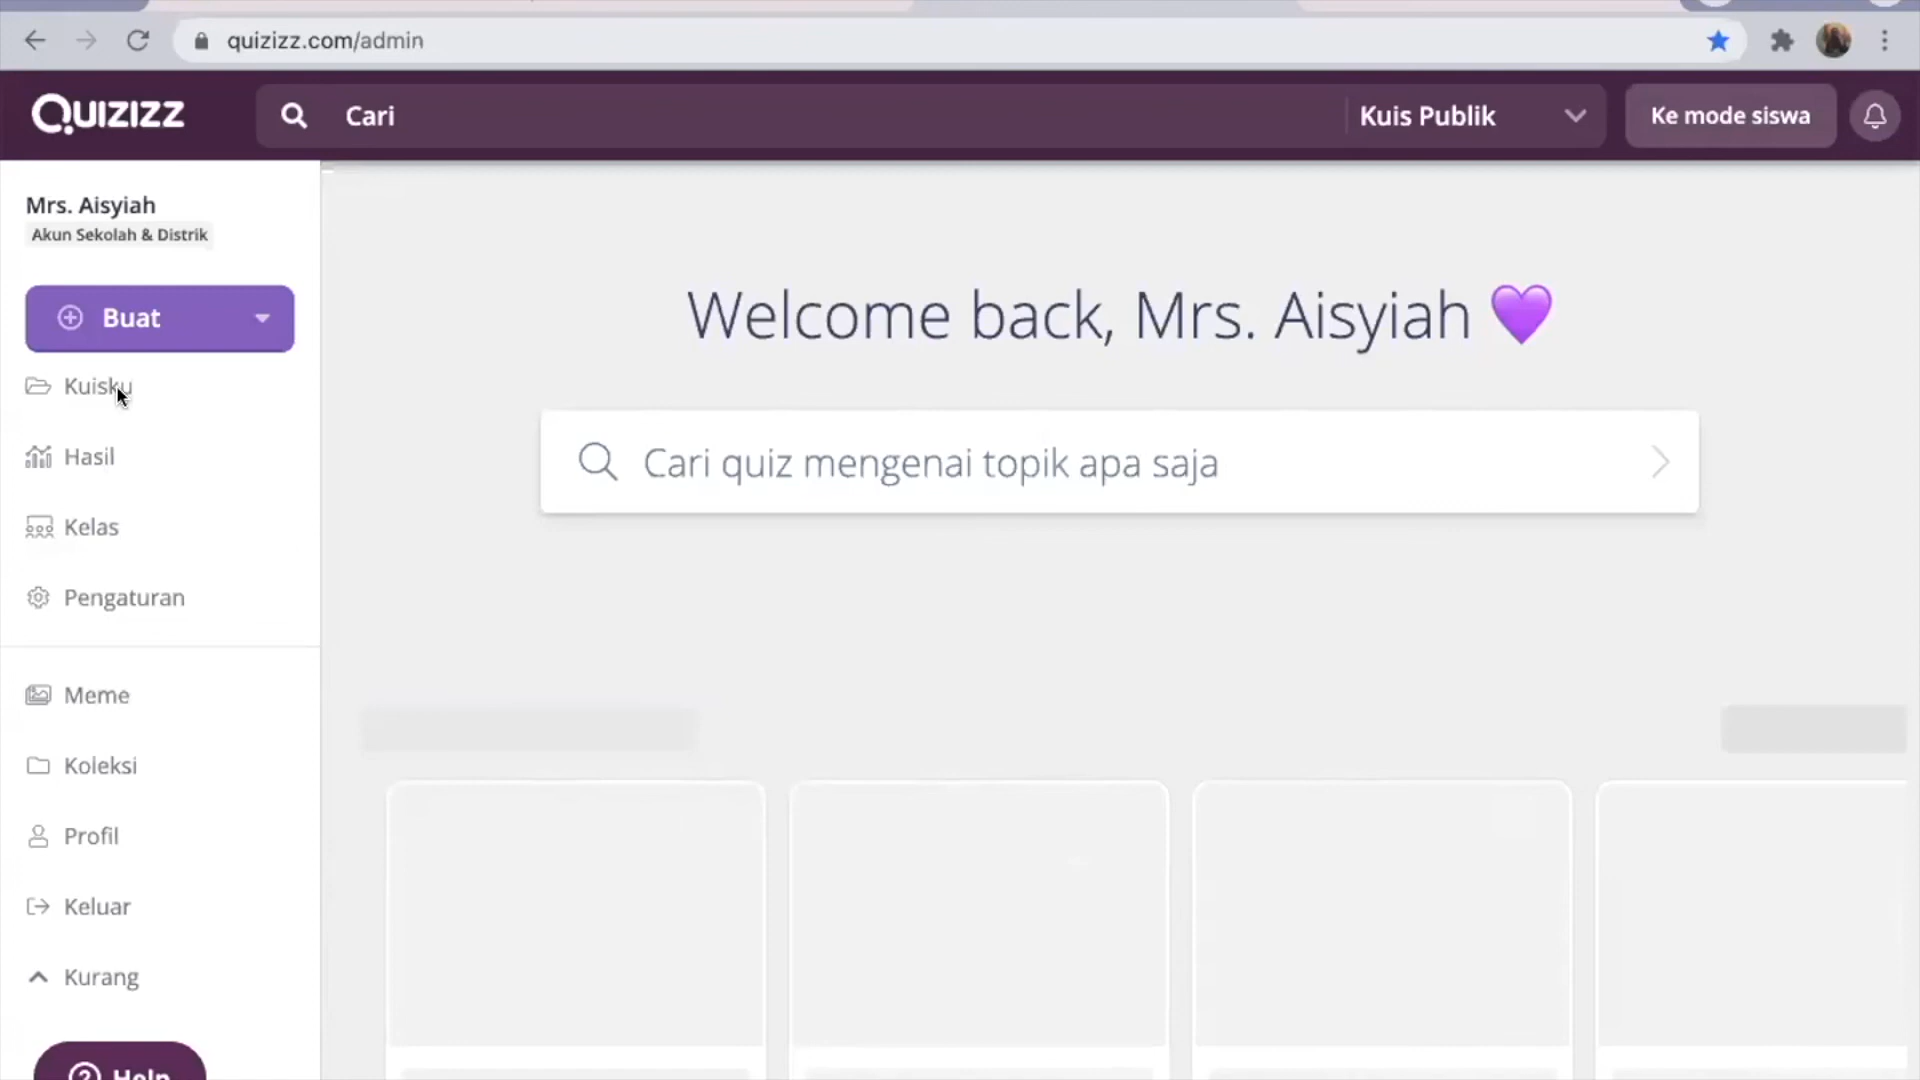 quizizz.com/admin
QUIZIZZ
Cari
Kuis Publik
Ke mode siswa
Mrs. Aisyiah
Akun Sekolah & Distrik
Buat
Kuisku
Hasil
Kelas
Pengaturan
Meme
Koleksi
Profil
Keluar
Kurang
Help
Welcome back, Mrs. Aisyiah 💜
Cari quiz mengenai topik apa saja